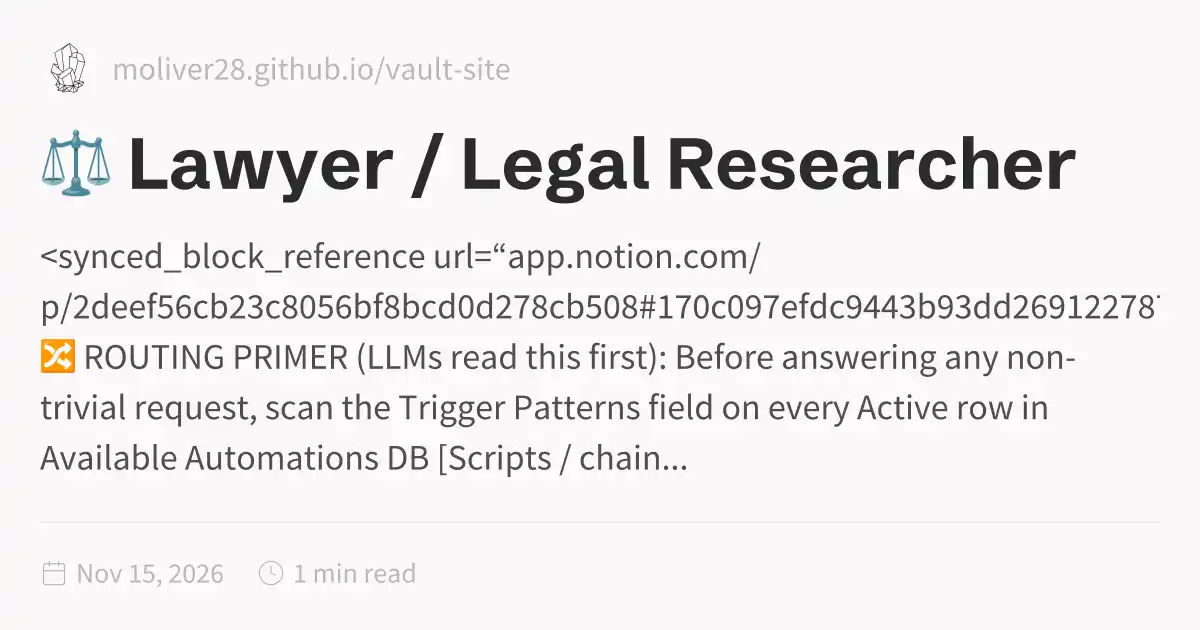 moliver28.github.io/vault-site
⚖️ Lawyer / Legal Researcher
<synced_block_reference url=“app.notion.com/
p/2deef56cb23c8056bf8bcd0d278cb508#170c097efdc9443b93dd26912278
🔀 ROUTING PRIMER (LLMs read this first): Before answering any non-
trivial request, scan the Trigger Patterns field on every Active row in
Available Automations DB [Scripts / chain...
Nov 15, 2026 1 min read